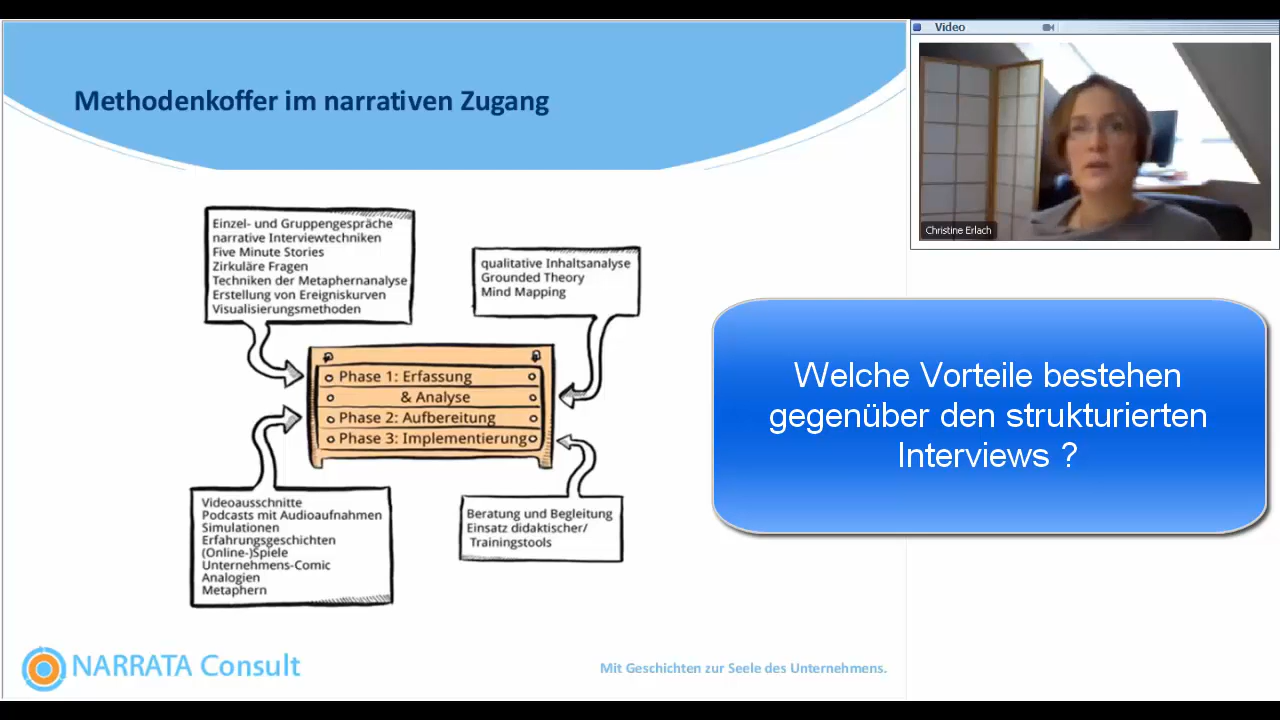 Methodenkoffer im narrativen Zugang
Einzel- und Gruppengespräche
narrative Interviewtechniken
Five Minute Stories
Zirkuläre Fragen
Techniken der Metaphernanalyse
Erstellung von Ereigniskurven
Visualisierungsmethoden
qualitative Inhaltsanalyse
Grounded Theory
Mind Mapping
Phase 1: Erfassung
& Analyse
Phase 2: Aufbereitung
Phase 3: Implementierung
Videoausschnitte
Podcasts mit Audioaufnahmen
Simulationen
Erfahrungsgeschichten
(Online-)Spiele
Unternehmens-Comic
Analogien
Metaphern
Beratung und Begleitung
Einsatz didaktischer/
Trainingstools
NARRATA Consult
Mit Geschichten zur Seele des Unternehmens.
Video
Christine Erlach
Welche Vorteile bestehen
gegenüber den strukturierten
Interviews ?